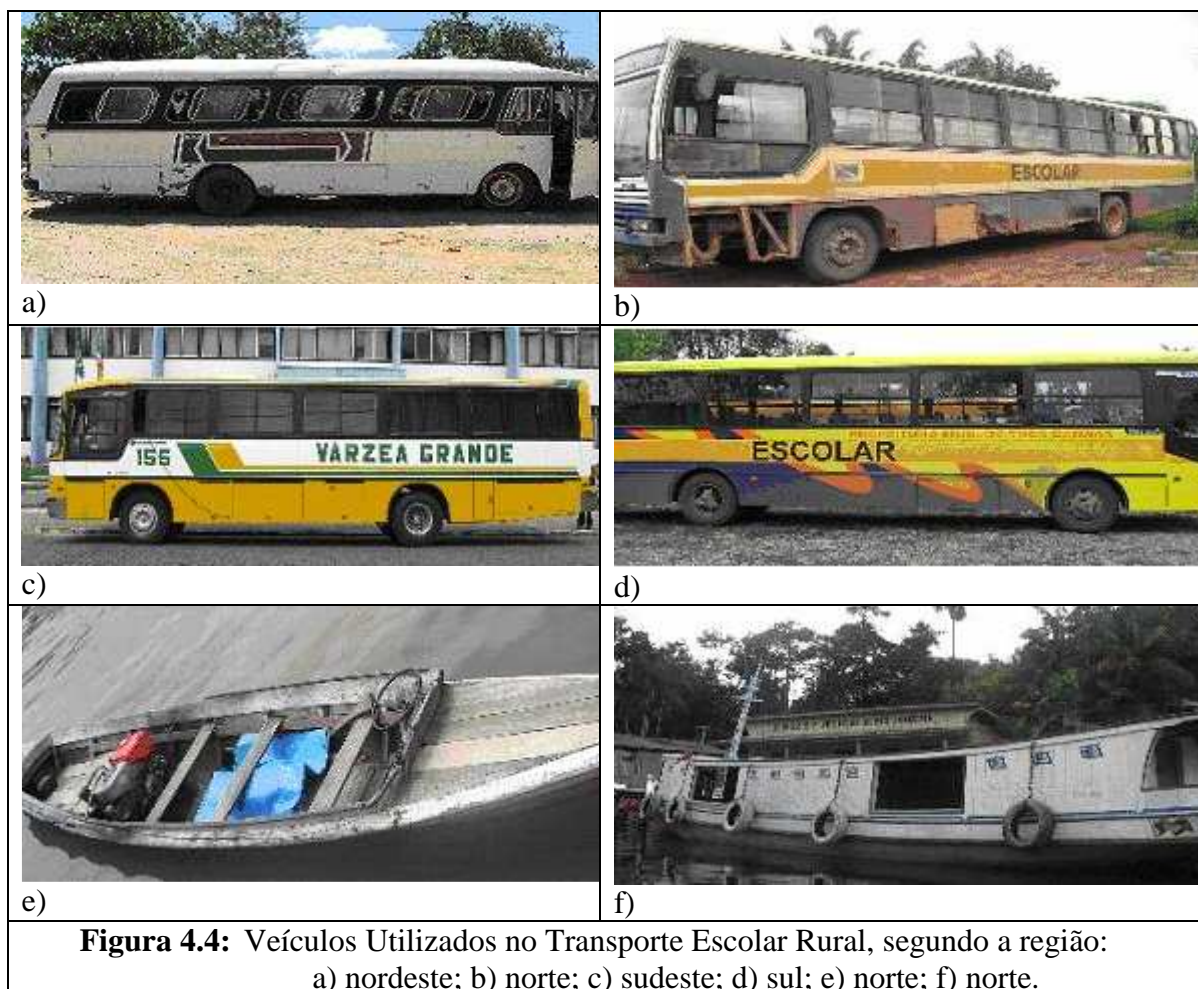 a)
b)
ESCOLAR
c)
155
VARZEA GRANDE
d)
ESCOLAR
e)
f)
Figura 4.4: Veículos Utilizados no Transporte Escolar Rural, segundo a região:
a) nordeste; b) norte; c) sudeste; d) sul; e) norte; f) norte.